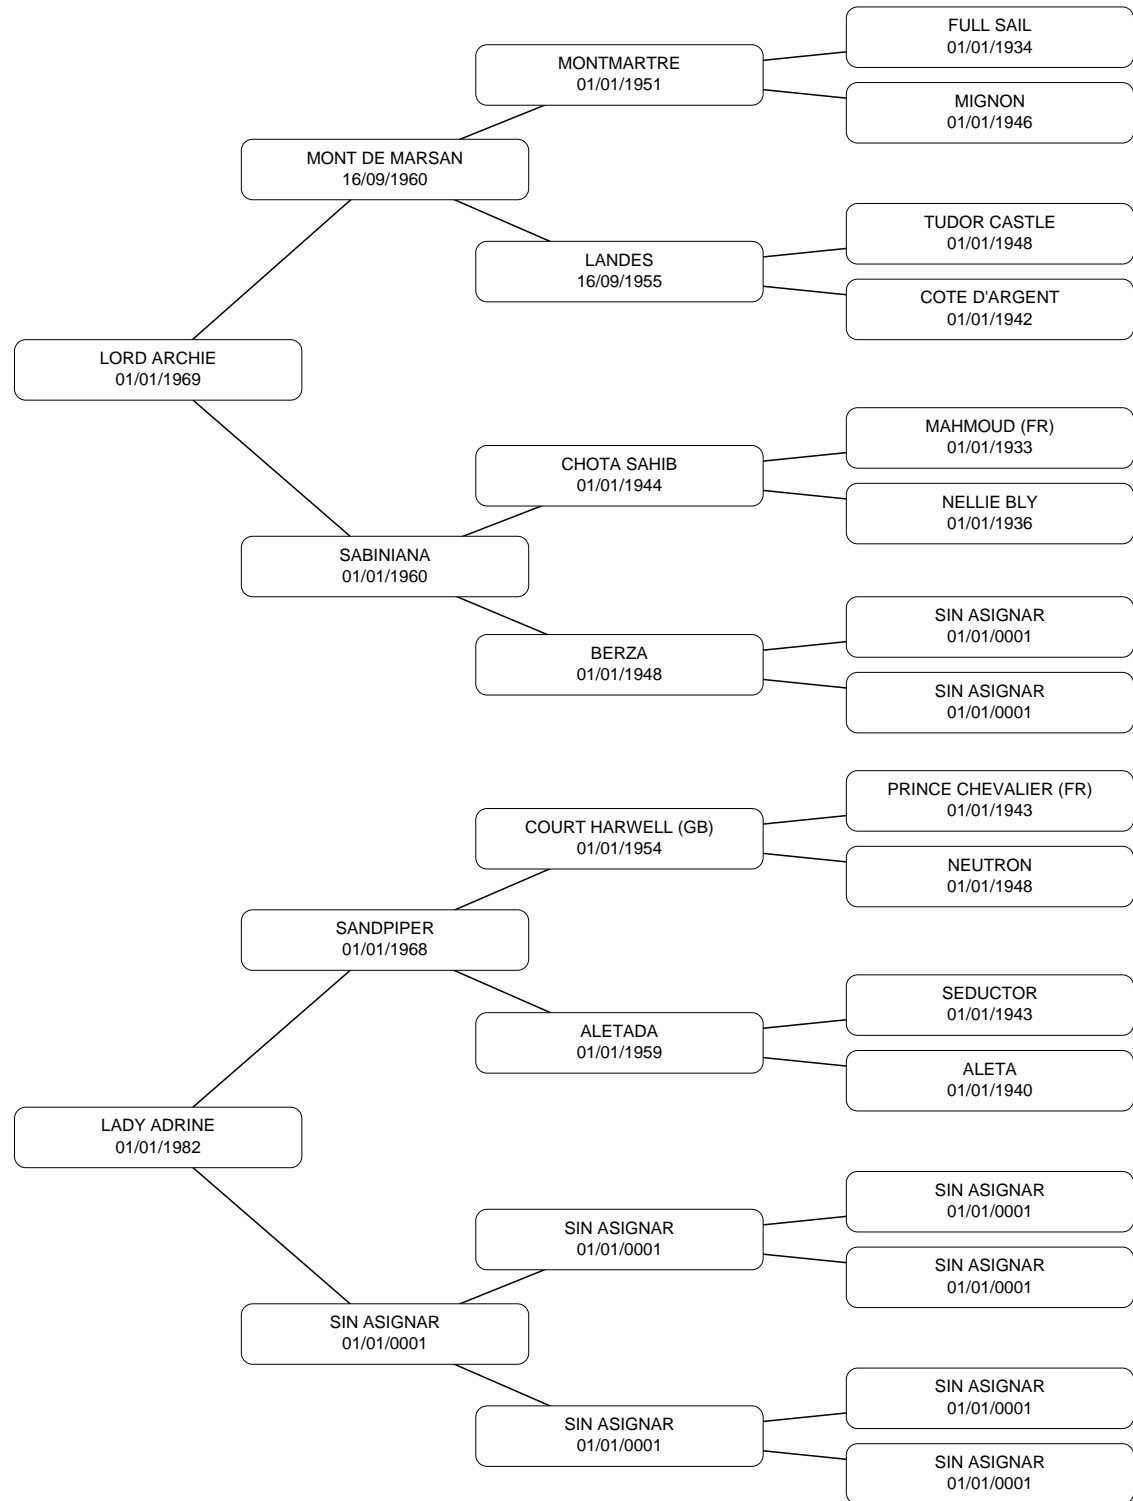 FULL SAIL
01/01/1934
MONTMARTRE
01/01/1951
MIGNON
01/01/1946
MONT DE MARSAN
16/09/1960
TUDOR CASTLE
01/01/1948
LANDES
16/09/1955
COTE D'ARGENT
01/01/1942
LORD ARCHIE
01/01/1969
MAHMOUD (FR)
01/01/1933
CHOTA SAHIB
01/01/1944
NELLIE BLY
01/01/1936
SABINIANA
01/01/1960
SIN ASIGNAR
01/01/0001
BERZA
01/01/1948
SIN ASIGNAR
01/01/0001
PRINCE CHEVALIER (FR)
01/01/1943
COURT HARWELL (GB)
01/01/1954
NEUTRON
01/01/1948
SANDPIPER
01/01/1968
SEDUCTOR
01/01/1943
ALETADA
01/01/1959
ALETA
01/01/1940
LADY ADRINE
01/01/1982
SIN ASIGNAR
01/01/0001
SIN ASIGNAR
01/01/0001
SIN ASIGNAR
01/01/0001
SIN ASIGNAR
01/01/0001
SIN ASIGNAR
01/01/0001
SIN ASIGNAR
01/01/0001
SIN ASIGNAR
01/01/0001